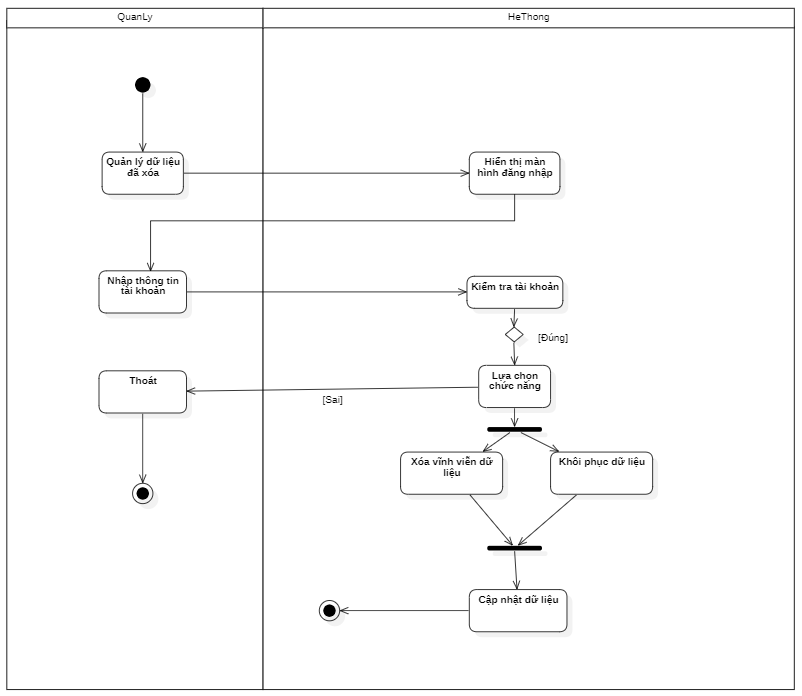 QuanLy
HeThong
Quản lý dữ liệu
đã xóa
Hiển thị màn
hình đăng nhập
Nhập thông tin
tài khoản
Kiểm tra tài khoản
[Đúng]
Thoát
Lựa chọn
chức năng
[Sai]
Xóa vĩnh viễn dữ
liệu
Khôi phục dữ liệu
Cập nhật dữ liệu